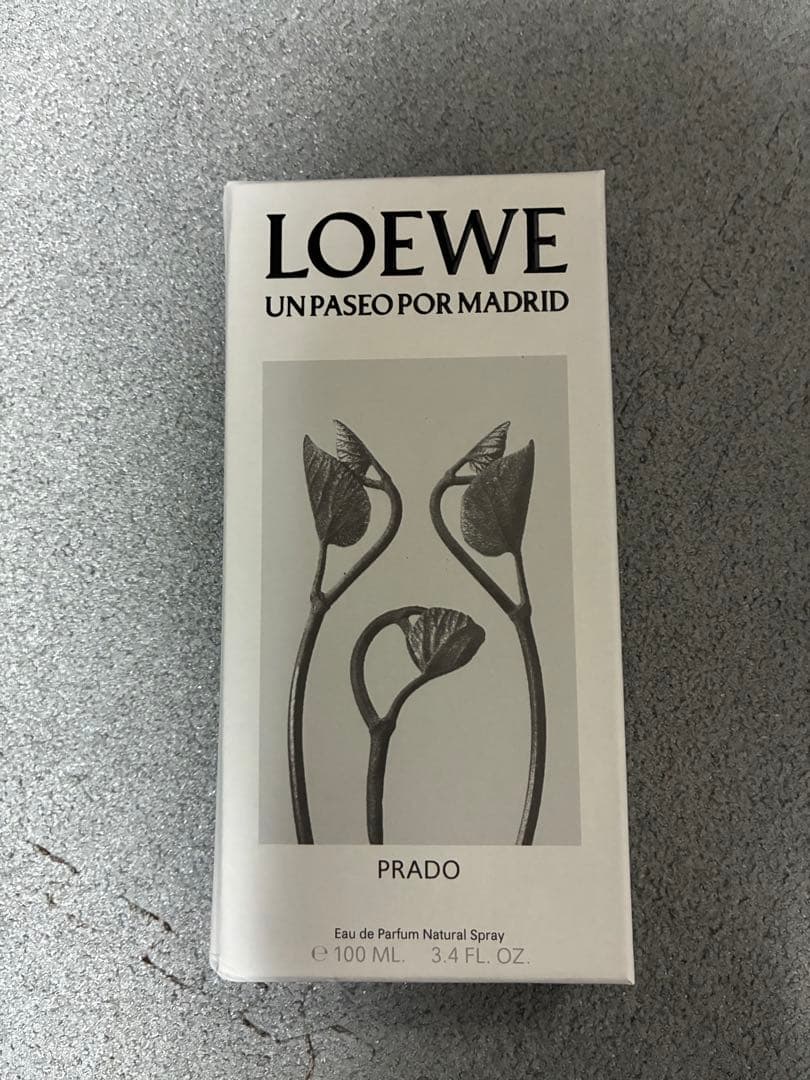 LOEWE
UN PASEO POR MADRID
PRADO
Eau de Parfum Natural Spray
℮ 100 ML. 3.4 FL. OZ.